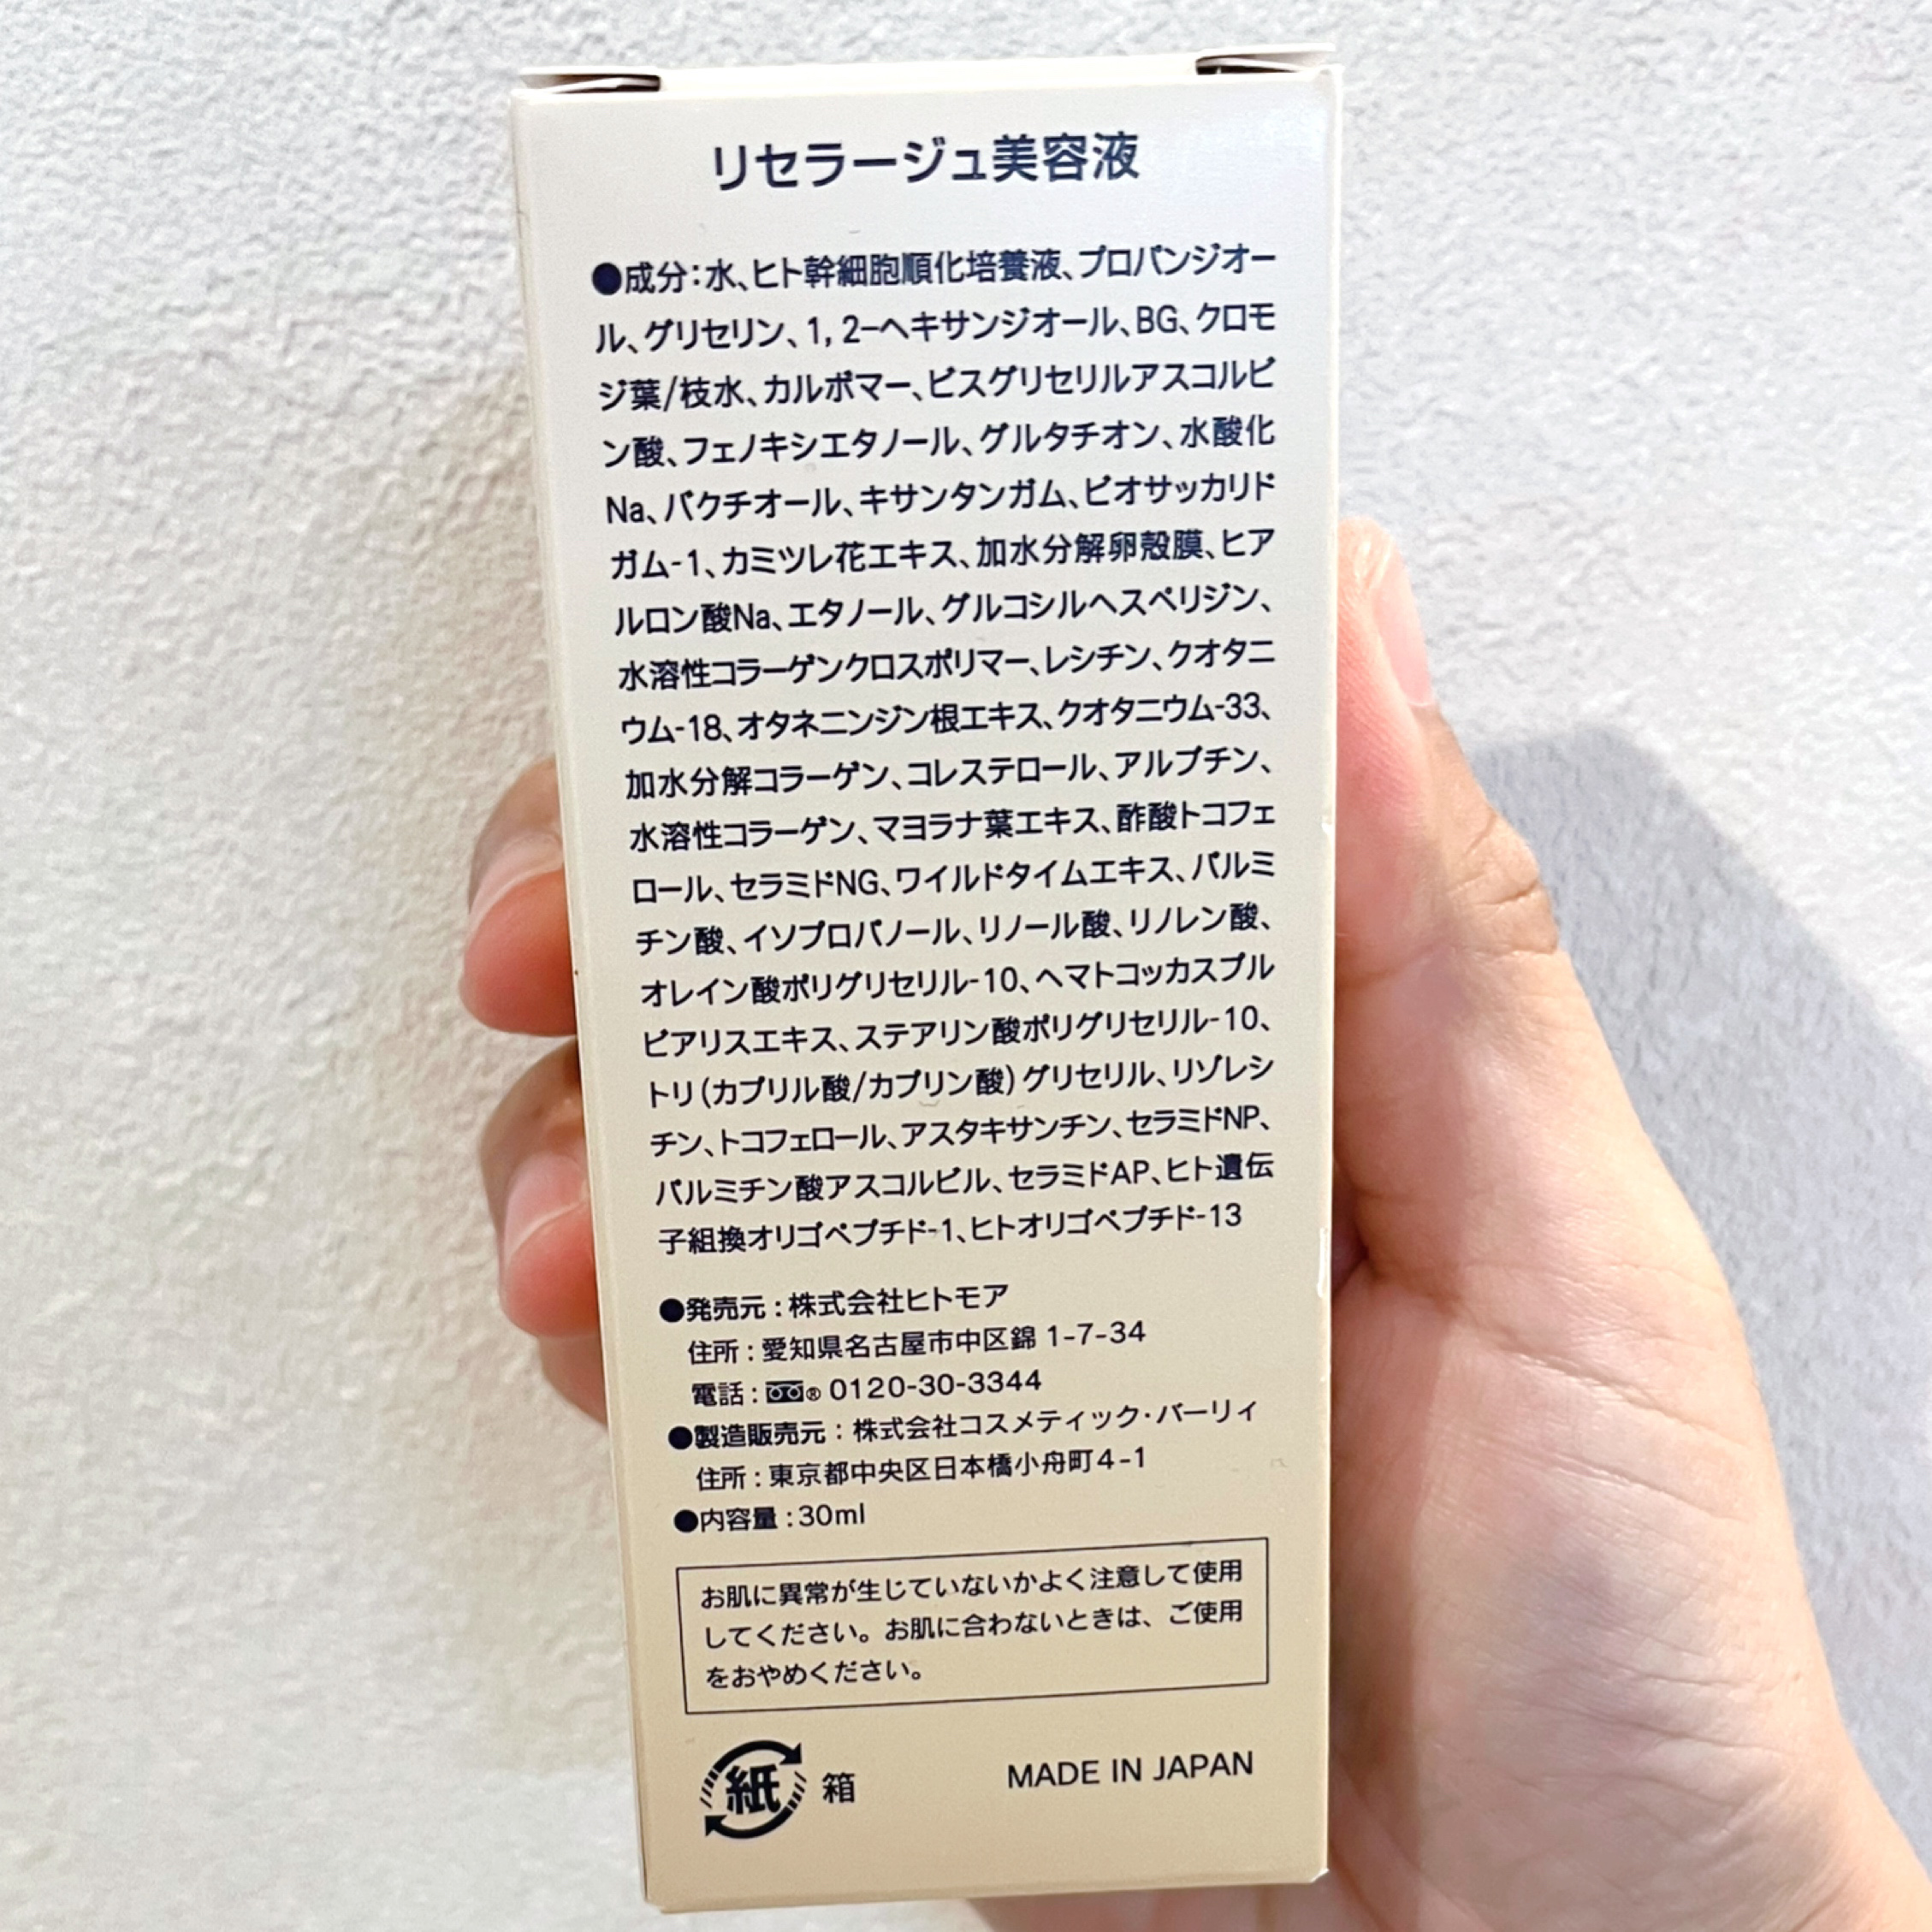 リセラージュ美容液
●成分:水、ヒト幹細胞順化培養液、プロパンジオー
ル、グリセリン、1, 2−ヘキサンジオール、BG、クロモ
ジ葉/枝水、カルボマー、ビスグリセリルアスコルビ
ン酸、フェノキシエタノール、グルタチオン、水酸化
Na、バクチオール、キサンタンガム、ビオサッカリド
ガム-1、カミツレ花エキス、加水分解卵殻膜、ヒア
ルロン酸Na、エタノール、グルコシルヘスペリジン、
水溶性コラーゲンクロスポリマー、レシチン、クオタニ
ウム-18、オタネニンジン根エキス、クオタニウム-33、
加水分解コラーゲン、コレステロール、アルブチン、
水溶性コラーゲン、マヨラナ葉エキス、酢酸トコフェ
ロール、セラミドNG、ワイルドタイムエキス、パルミ
チン酸、イソプロパノール、リノール酸、リノレン酸、
オレイン酸ポリグリセリル-10、ヘマトコッカスプル
ビアリスエキス、ステアリン酸ポリグリセリル-10、
トリ(カプリル酸/カプリン酸)グリセリル、リゾレシ
チン、トコフェロール、アスタキサンチン、セラミドNP、
パルミチン酸アスコルビル、セラミドAP、ヒト遺伝
子組換オリゴペプチド-1、ヒトオリゴペプチド-13
●発売元:株式会社ヒトモア
住所:愛知県名古屋市中区錦 1-7-34
電話:® 0120-30-3344
●製造販売元:株式会社コスメティック・バーリィ
住所:東京都中央区日本橋小舟町4-1
●内容量:30ml
お肌に異常が生じていないかよく注意して使用
してください。お肌に合わないときは、ご使用
をおやめください。
紙 箱 MADE IN JAPAN